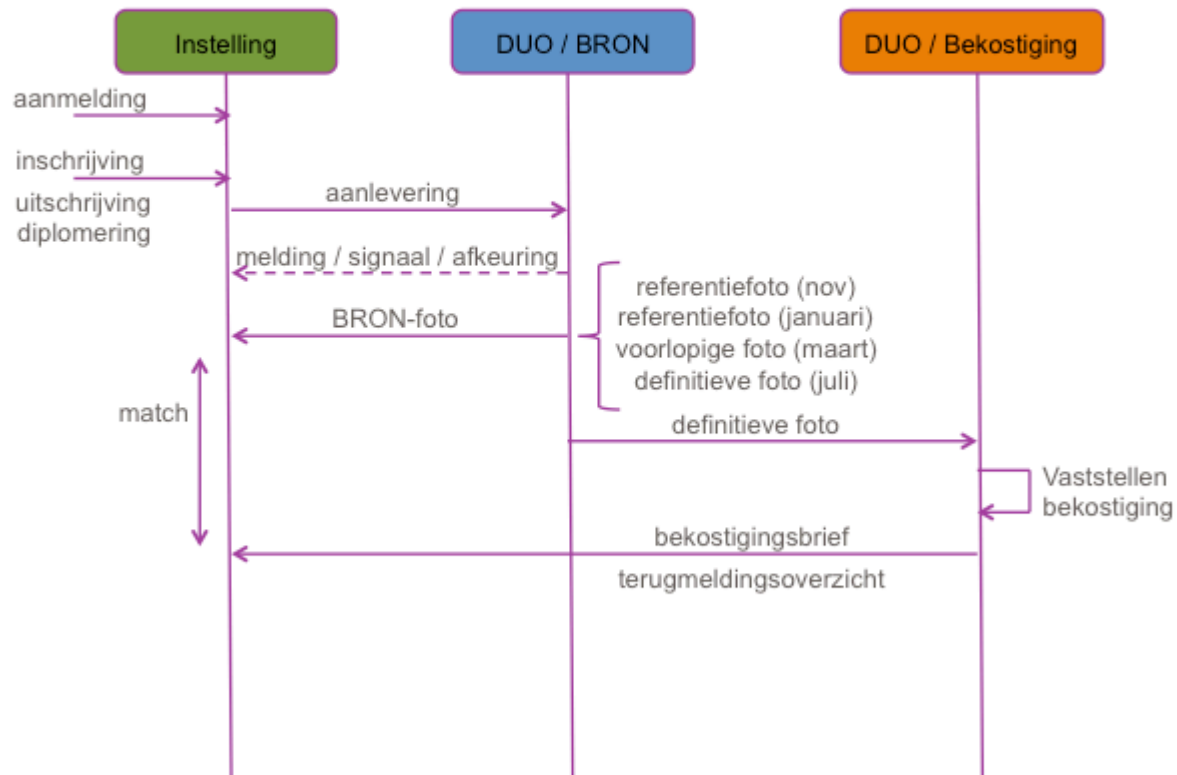 Instelling
DUO / BRON
DUO / Bekostiging
aanmelding
inschrijving
uitschrijving
diplomering
aanlevering
melding / signaal / afkeuring
BRON-foto
referentiefoto (nov)
referentiefoto (januari)
voorlopige foto (maart)
definitieve foto (juli)
match
definitieve foto
Vaststellen
bekostiging
bekostigingsbrief
terugmeldingsoverzicht